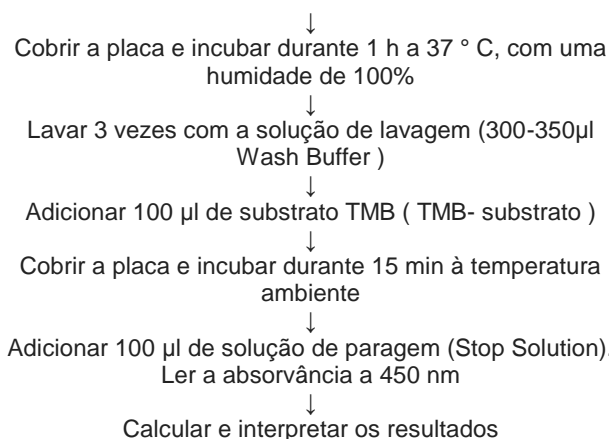 ↓
Cobrir a placa e incubar durante 1 h a 37 ° C, com uma
humidade de 100%
↓
Lavar 3 vezes com a solução de lavagem (300-350µl
Wash Buffer )
↓
Adicionar 100 µl de substrato TMB ( TMB- substrato )
↓
Cobrir a placa e incubar durante 15 min à temperatura
ambiente
↓
Adicionar 100 µl de solução de paragem (Stop Solution).
Ler a absorvância a 450 nm
↓
Calcular e interpretar os resultados